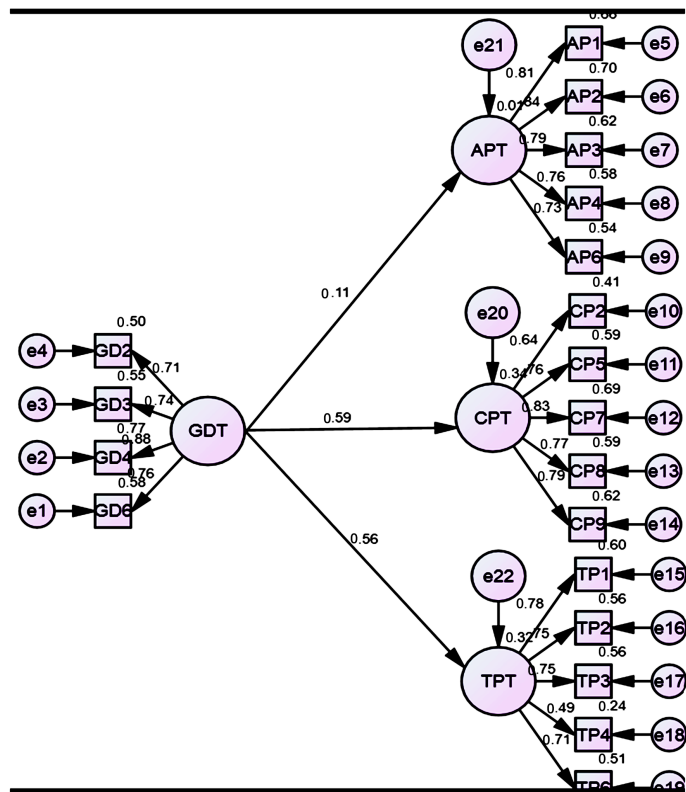 0.66
e21
AP1
e5
0.81
0.70
AP2
e6
0.01
0.84
0.62
0.79
AP3
e7
APT
0.58
0.76
AP4
e8
0.73
0.54
AP6
e9
0.41
0.11
e20
CP2
e10
0.64
0.59
0.50
CP5
e11
0.34
0.76
e4
GD2
0.71
0.69
0.55
0.83
CP7
e12
e3
GD3
0.74
0.59
CPT
0.59
GDT
0.77
0.77
CP8
e13
e2
GD4
0.88
0.79
0.62
0.76
0.58
CP9
e14
e1
GD6
0.60
0.56
e22
TP1
e15
0.78
0.56
TP2
e16
0.32
0.75
0.56
0.75
TP3
e17
TPT
0.24
0.49
TP4
e18
0.71
0.51
TP6
e19